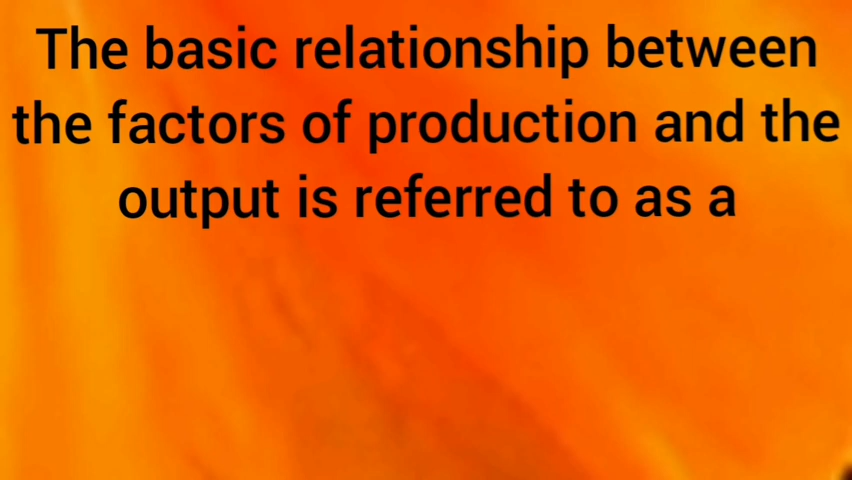 The basic relationship between
the factors of production and the
output is referred to as a